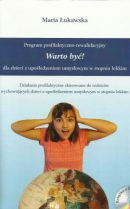 Maria Łukawska
Program profilaktyczno-rewalidacyjny
Warto być!
dla dzieci z upośledzeniem umysłowym w stopniu lekkim
Działania profilaktyczne skierowane do rodziców
wychowujących dzieci z upośledzeniem umysłowym w stopniu lekkim